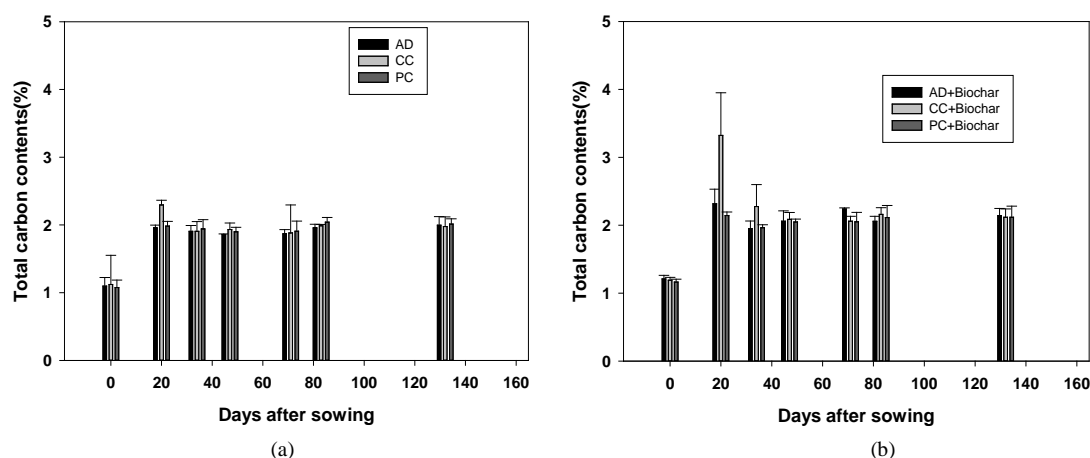 5
4
3
2
1
0
Total carbon contents(%)
AD
CC
PC
0 20 40 60 80 100 120 140 160
Days after sowing
(a)
5
4
3
2
1
0
Total carbon contents(%)
AD+Biochar
CC+Biochar
PC+Biochar
0 20 40 60 80 100 120 140 160
Days after sowing
(b)